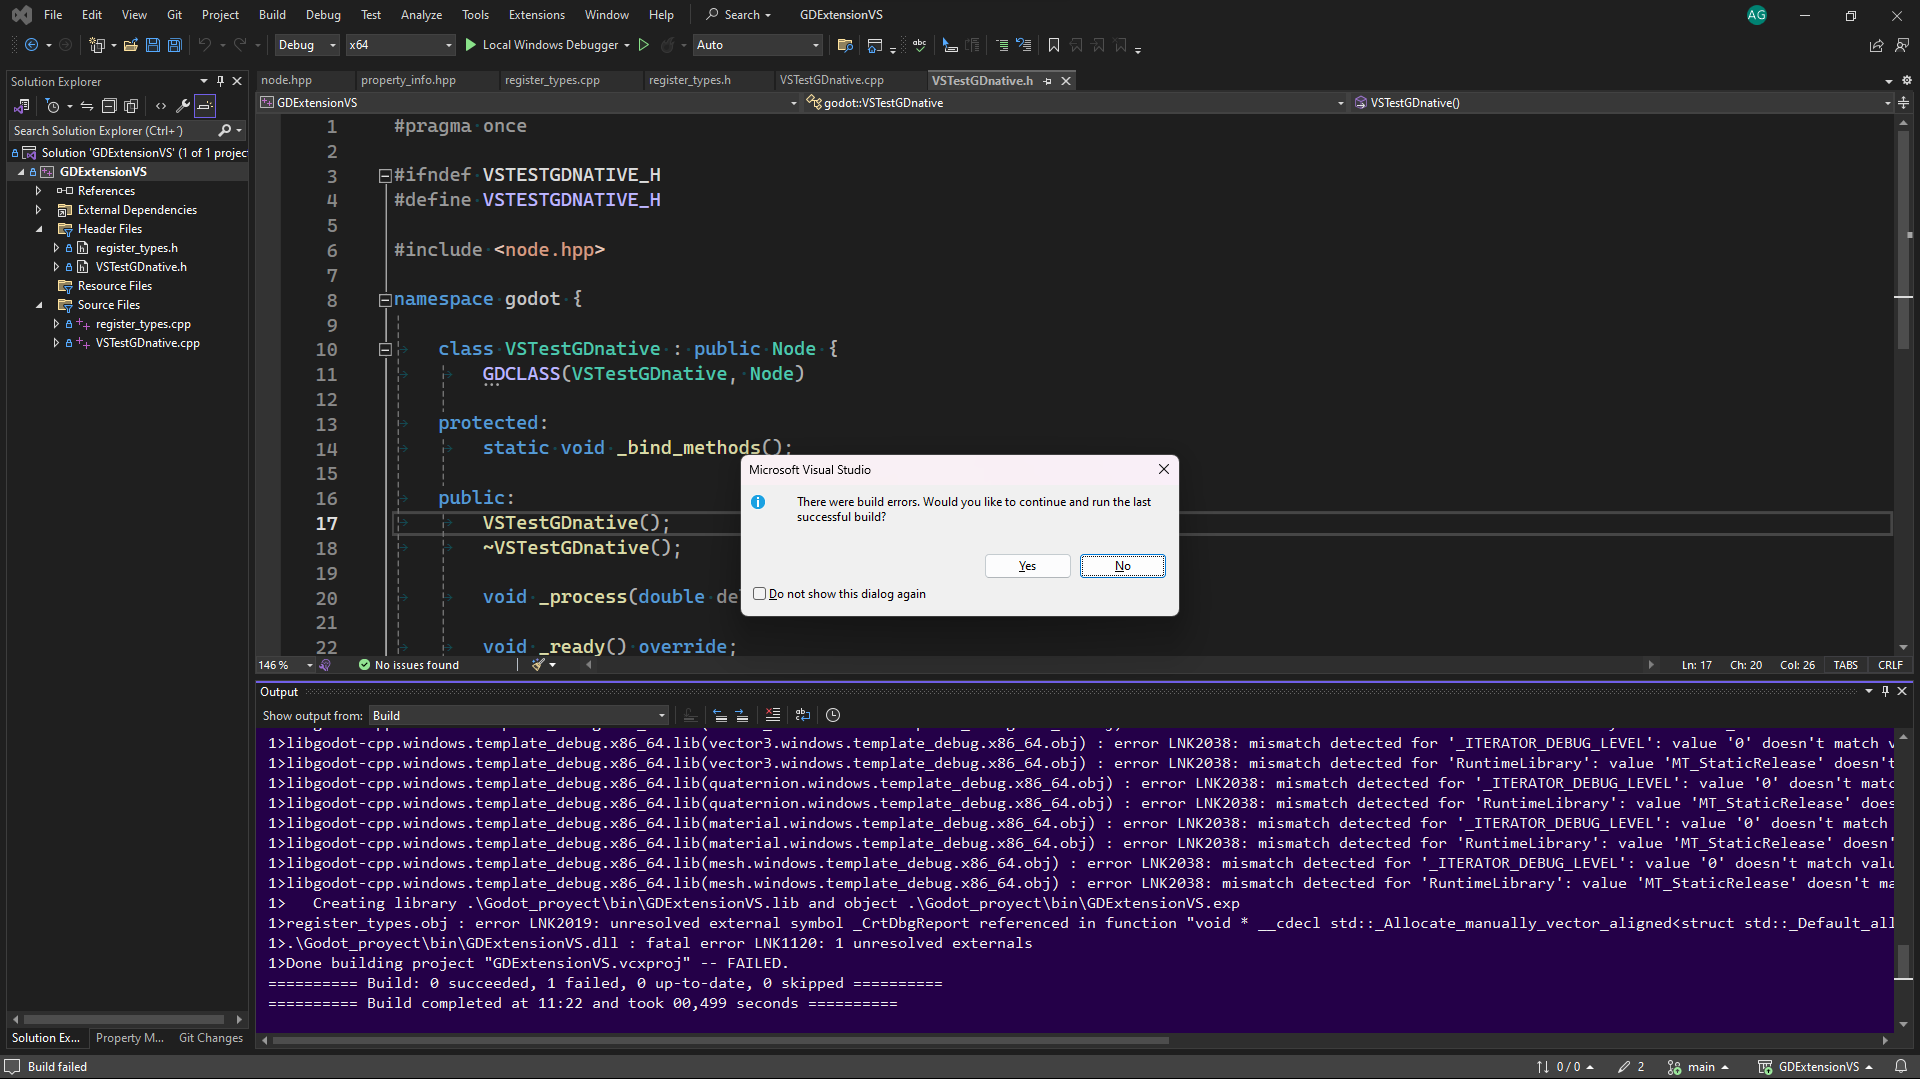 File Edit View Git Project Build Debug Test Analyze Tools Extensions Window Help Search GDExtensionVS AG
Debug x64 Local Windows Debugger Auto
Solution Explorer
Search Solution Explorer (Ctrl+´)
Solution 'GDExtensionVS' (1 of 1 project
GDExtensionVS
References
External Dependencies
Header Files
register_types.h
VSTestGDnative.h
Resource Files
Source Files
register_types.cpp
VSTestGDnative.cpp
Solution Ex... Property M... Git Changes
node.hpp property_info.hpp register_types.cpp register_types.h VSTestGDnative.cpp VSTestGDnative.h
GDExtensionVS godot::VSTestGDnative VSTestGDnative()
1 #pragma once
2
3 #ifndef VSTESTGDNATIVE_H
4 #define VSTESTGDNATIVE_H
5
6 #include <node.hpp>
7
8 namespace godot {
9
10 class VSTestGDnative : public Node {
11 GDCLASS(VSTestGDnative, Node)
12
13 protected:
14 static void _bind_methods();
15
16 public:
17 VSTestGDnative();
18 ~VSTestGDnative();
19
20 void _process(double de
21
22 void _ready() override;
Microsoft Visual Studio
There were build errors. Would you like to continue and run the last
successful build?
Yes No
Do not show this dialog again
146 % No issues found Ln: 17 Ch: 20 Col: 26 TABS CRLF
Output
Show output from: Build
1>libgodot-cpp.windows.template_debug.x86_64.lib(vector3.windows.template_debug.x86_64.obj) : error LNK2038: mismatch detected for '_ITERATOR_DEBUG_LEVEL': value '0' doesn't match v
1>libgodot-cpp.windows.template_debug.x86_64.lib(vector3.windows.template_debug.x86_64.obj) : error LNK2038: mismatch detected for 'RuntimeLibrary': value 'MT_StaticRelease' doesn't
1>libgodot-cpp.windows.template_debug.x86_64.lib(quaternion.windows.template_debug.x86_64.obj) : error LNK2038: mismatch detected for '_ITERATOR_DEBUG_LEVEL': value '0' doesn't matc
1>libgodot-cpp.windows.template_debug.x86_64.lib(quaternion.windows.template_debug.x86_64.obj) : error LNK2038: mismatch detected for 'RuntimeLibrary': value 'MT_StaticRelease' does
1>libgodot-cpp.windows.template_debug.x86_64.lib(material.windows.template_debug.x86_64.obj) : error LNK2038: mismatch detected for '_ITERATOR_DEBUG_LEVEL': value '0' doesn't match
1>libgodot-cpp.windows.template_debug.x86_64.lib(material.windows.template_debug.x86_64.obj) : error LNK2038: mismatch detected for 'RuntimeLibrary': value 'MT_StaticRelease' doesn'
1>libgodot-cpp.windows.template_debug.x86_64.lib(mesh.windows.template_debug.x86_64.obj) : error LNK2038: mismatch detected for '_ITERATOR_DEBUG_LEVEL': value '0' doesn't match valu
1>libgodot-cpp.windows.template_debug.x86_64.lib(mesh.windows.template_debug.x86_64.obj) : error LNK2038: mismatch detected for 'RuntimeLibrary': value 'MT_StaticRelease' doesn't ma
1> Creating library .\Godot_proyect\bin\GDExtensionVS.lib and object .\Godot_proyect\bin\GDExtensionVS.exp
1>register_types.obj : error LNK2019: unresolved external symbol _CrtDbgReport referenced in function "void * __cdecl std::_Allocate_manually_vector_aligned<struct std::_Default_all
1>.\Godot_proyect\bin\GDExtensionVS.dll : fatal error LNK1120: 1 unresolved externals
1>Done building project "GDExtensionVS.vcxproj" -- FAILED.
========== Build: 0 succeeded, 1 failed, 0 up-to-date, 0 skipped ==========
========== Build completed at 11:22 and took 00,499 seconds ==========
Build failed 0 / 0 2 main GDExtensionVS